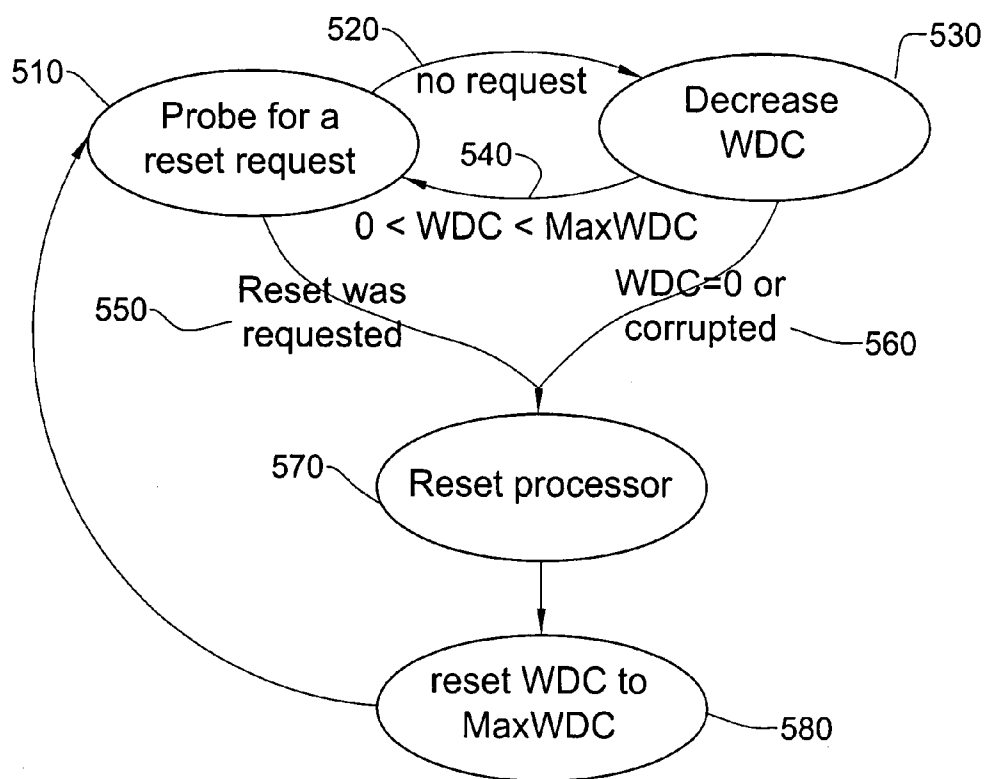 520
530
510
no request
Decrease
WDC
Probe for a
reset request
540
0 < WDC < MaxWDC
Reset was
requested
550
WDC=0 or
corrupted
560
570
Reset processor
reset WDC to
MaxWDC
580